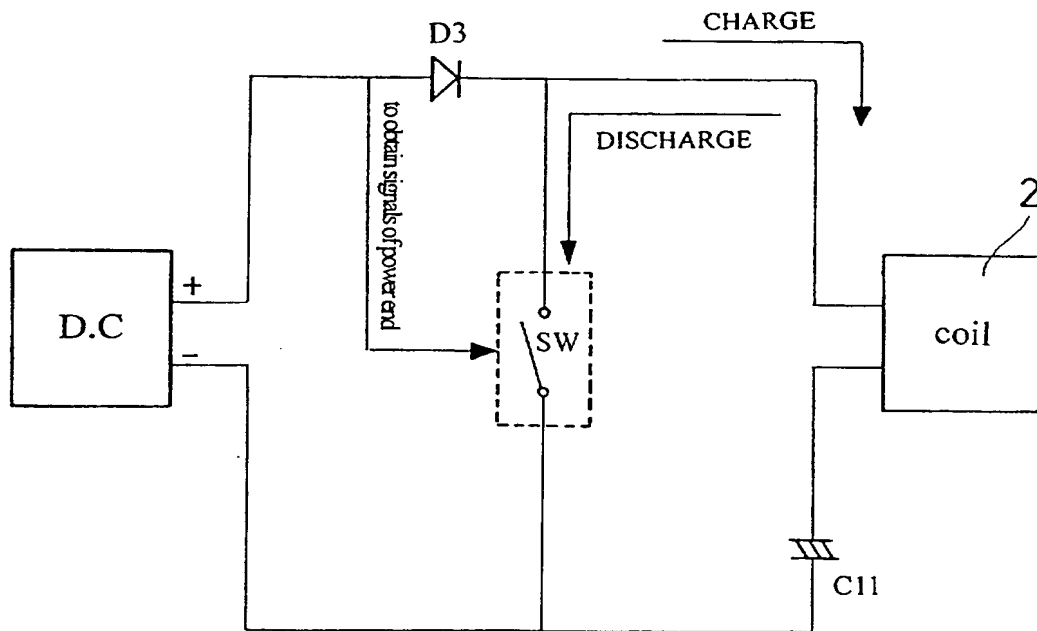 CHARGE
D3
to obtain signals of power end
DISCHARGE
2
+
D.C
SW
coil
−
C11